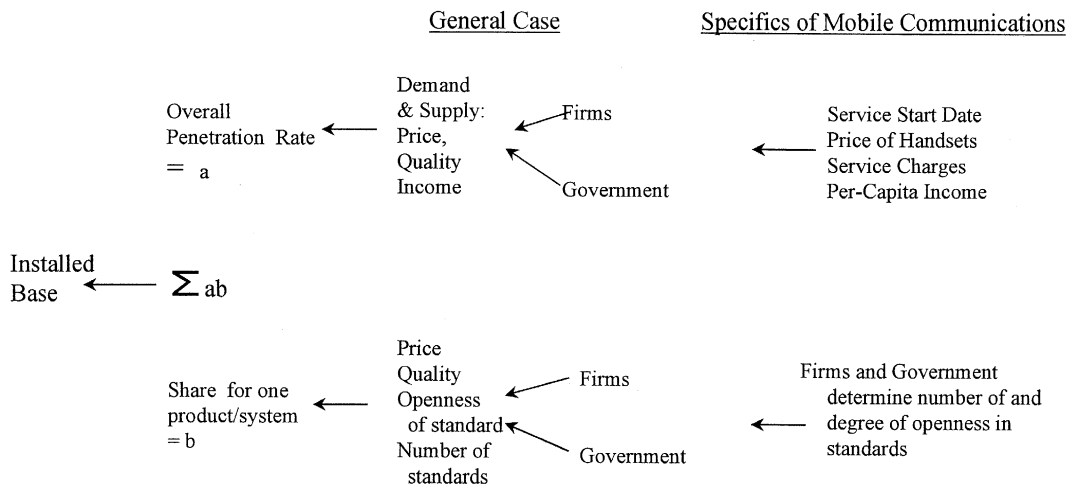 General Case
Specifics of Mobile Communications
Overall
Penetration Rate
= a
Demand
& Supply:
Price,
Quality
Income
Firms
Government
Service Start Date
Price of Handsets
Service Charges
Per-Capita Income
Installed
Base
Σ ab
Share for one
product/system
= b
Price
Quality
Openness
of standard
Number of
standards
Firms
Government
Firms and Government
determine number of and
degree of openness in
standards